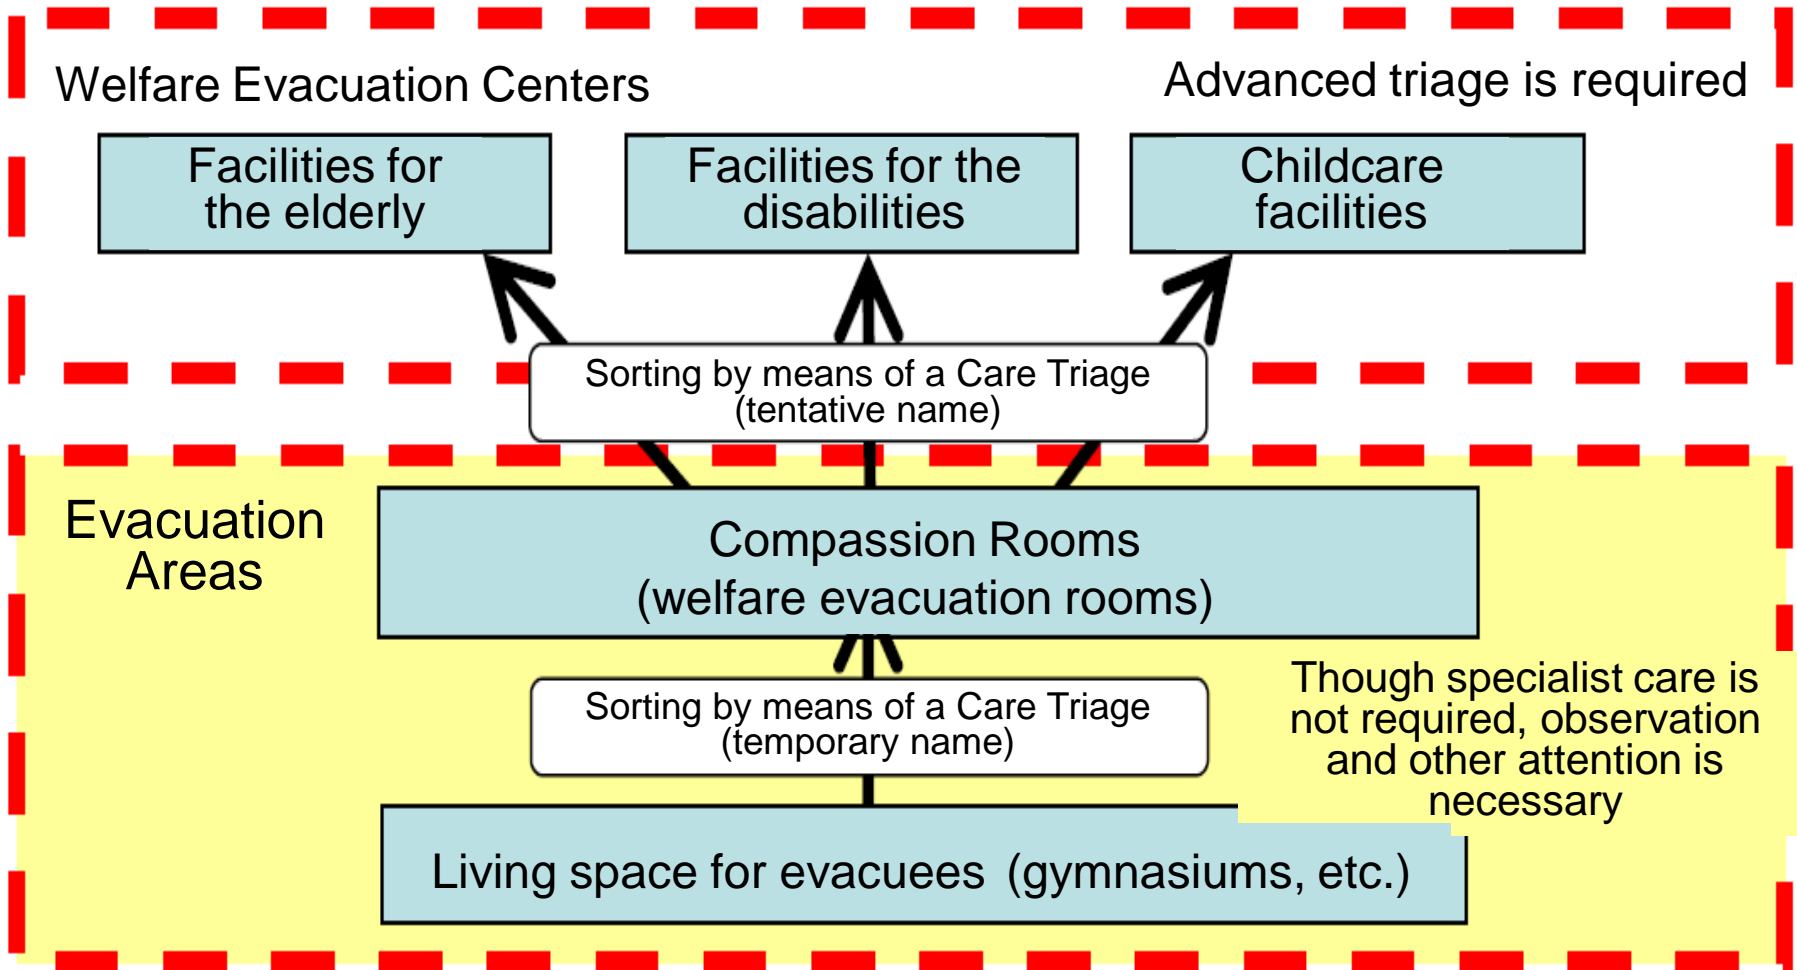 Welfare Evacuation Centers
Advanced triage is required
Facilities for
the elderly
Facilities for the
disabilities
Childcare
facilities
Sorting by means of a Care Triage
(tentative name)
Evacuation
Areas
Compassion Rooms
(welfare evacuation rooms)
Sorting by means of a Care Triage
(temporary name)
Though specialist care is
not required, observation
and other attention is
necessary
Living space for evacuees (gymnasiums, etc.)